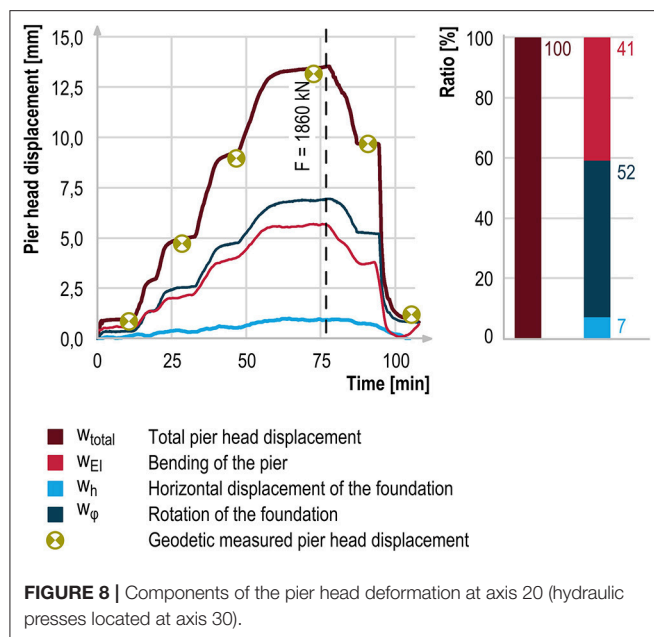 Pier head displacement [mm]
15,0
12,5
10,0
7,5
5,0
2,5
0,0
0
25
50
75
100
Time [min]
F = 1860 kN
Ratio [%]
100
80
60
40
20
0
100
41
52
7
w_total Total pier head displacement
w_EI Bending of the pier
w_h Horizontal displacement of the foundation
w_φ Rotation of the foundation
Geodetic measured pier head displacement
FIGURE 8 | Components of the pier head deformation at axis 20 (hydraulic
presses located at axis 30).